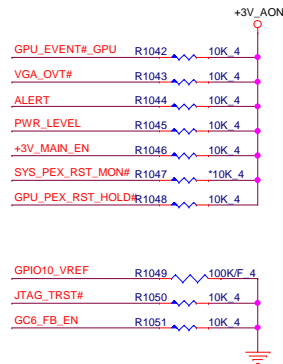 +3V_AON
GPU_EVENT#_GPU R1042 10K_4
VGA_OVT# R1043 10K_4
ALERT R1044 10K_4
PWR_LEVEL R1045 10K_4
+3V_MAIN_EN R1046 10K_4
SYS_PEX_RST_MON# R1047 *10K_4
GPU_PEX_RST_HOLD# R1048 10K_4
GPIO10_VREF R1049 100K/F_4
JTAG_TRST# R1050 10K_4
GC6_FB_EN R1051 10K_4